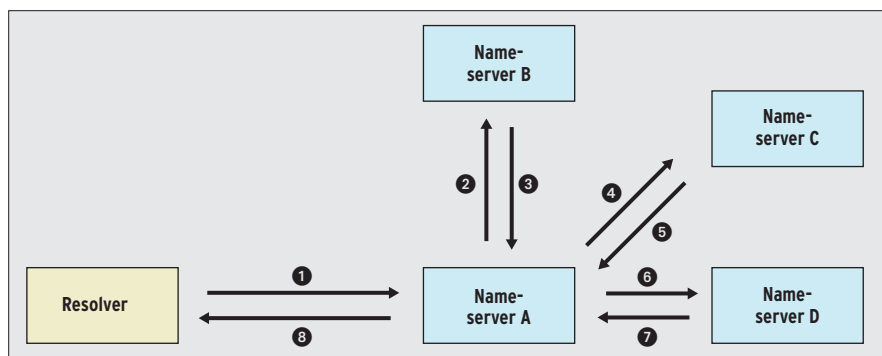 Name-
server B
Name-
server C
2
3
4
5
1
6
Resolver
Name-
server A
Name-
server D
8
7